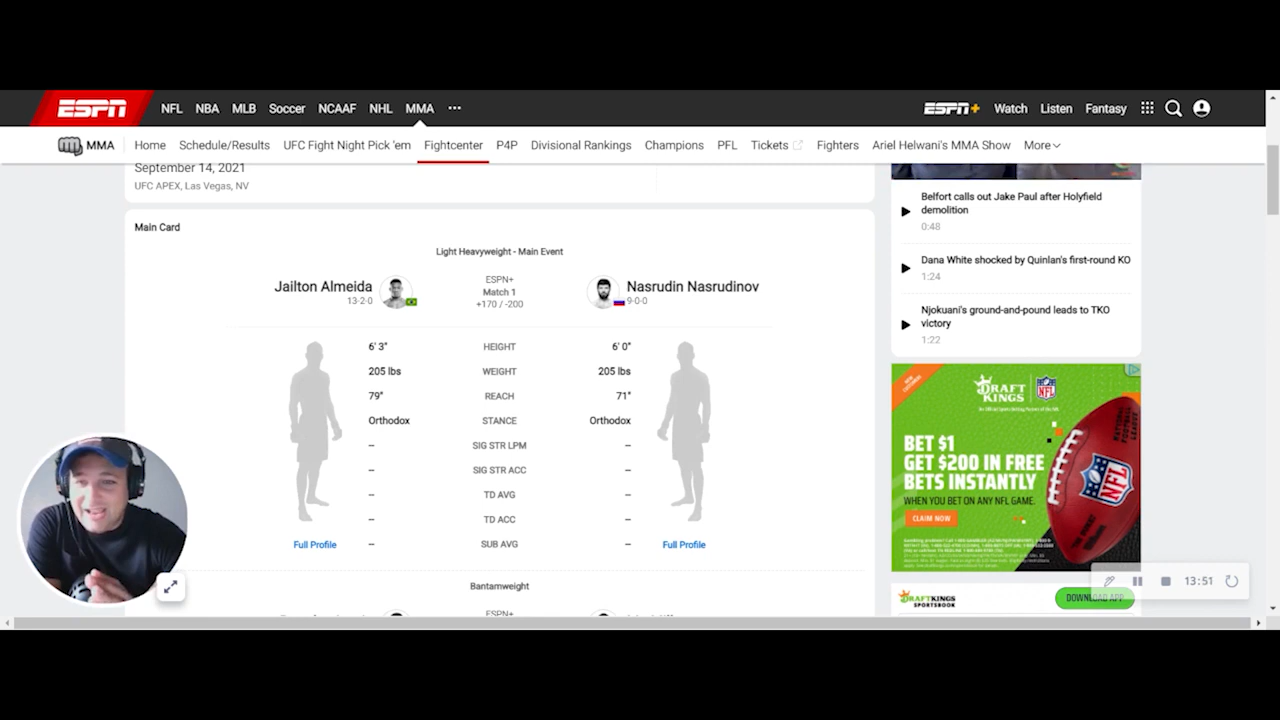 ESPN NFL NBA MLB Soccer NCAAF NHL MMA ... ESPN+ Watch Listen Fantasy
MMA Home Schedule/Results UFC Fight Night Pick 'em Fightcenter P4P Divisional Rankings Champions PFL Tickets Fighters Ariel Helwani's MMA Show More
September 14, 2021
UFC APEX, Las Vegas, NV
Main Card
Light Heavyweight - Main Event
Jailton Almeida
13-2-0
ESPN+
Match 1
+170 / -200
Nasrudin Nasrudinov
9-0-0
6' 3" HEIGHT 6' 0"
205 lbs WEIGHT 205 lbs
79" REACH 71"
Orthodox STANCE Orthodox
-- SIG STR LPM --
-- SIG STR ACC --
-- TD AVG --
-- TD ACC --
Full Profile -- SUB AVG -- Full Profile
Bantamweight
ESPN+
Belfort calls out Jake Paul after Holyfield
demolition
0:48
Dana White shocked by Quinlan's first-round KO
1:24
Njokuani's ground-and-pound leads to TKO
victory
1:22
DRAFT
KINGS
NFL
BET $1
GET $200 IN FREE
BETS INSTANTLY
WHEN YOU BET ON ANY NFL GAME.
CLAIM NOW
NFL
13:51
DRAFTKINGS
SPORTSBOOK
DOWNLOAD APP